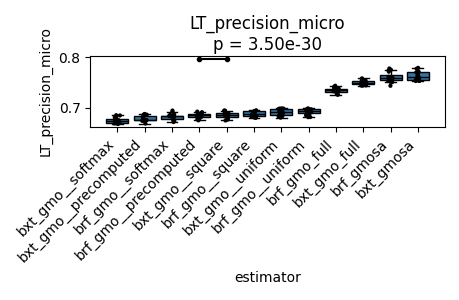 LT_precision_micro
p = 3.50e-30
LT_precision_micro
0.8
0.7
bxt_gmo__softmax
bxt_gmo__precomputed
brf_gmo__softmax
brf_gmo__precomputed
bxt_gmo__square
brf_gmo__square
bxt_gmo__uniform
brf_gmo__uniform
brf_gmo_full
bxt_gmo_full
brf_gmosa
bxt_gmosa
estimator